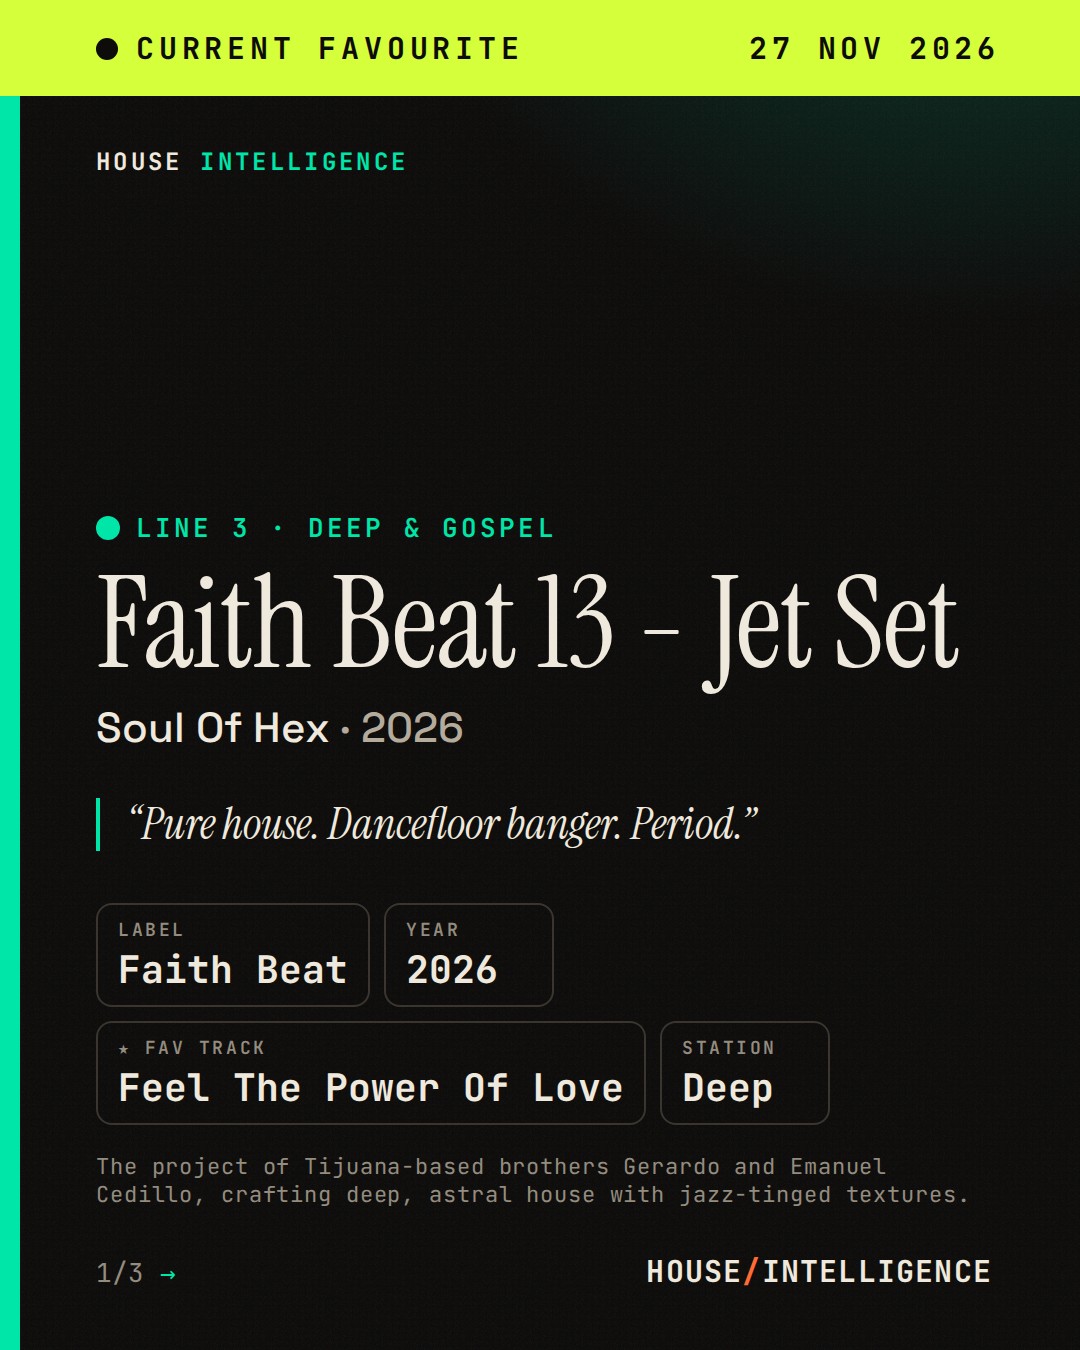 ● CURRENT FAVOURITE 27 NOV 2026
HOUSE INTELLIGENCE
LINE 3 · DEEP & GOSPEL
Faith Beat 13 – Jet Set
Soul Of Hex · 2026
“Pure house. Dancefloor banger. Period.”
LABEL YEAR
Faith Beat 2026
★ FAV TRACK STATION
Feel The Power Of Love Deep
The project of Tijuana-based brothers Gerardo and Emanuel
Cedillo, crafting deep, astral house with jazz-tinged textures.
1/3 → HOUSE/INTELLIGENCE